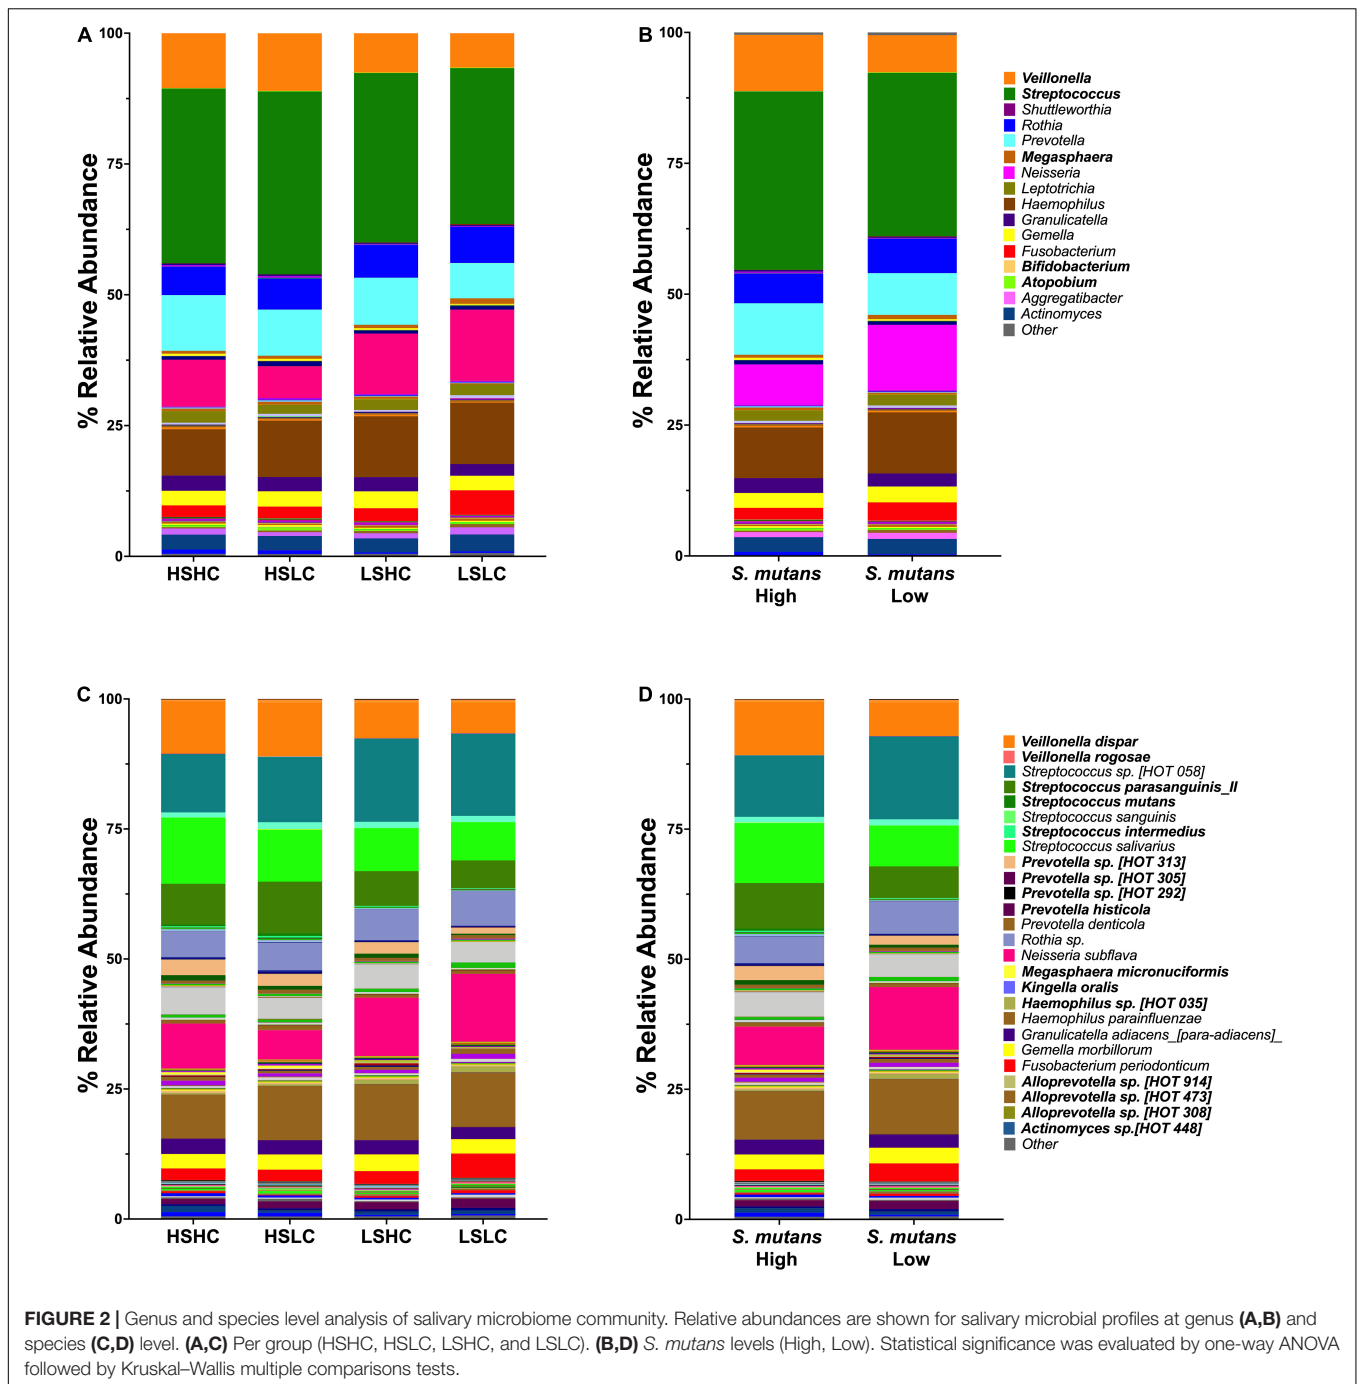 A
% Relative Abundance
100
75
50
25
0
HSHC
HSLC
LSHC
LSLC
B
% Relative Abundance
100
75
50
25
0
S. mutans
High
S. mutans
Low
Veillonella
Streptococcus
Shuttleworthia
Rothia
Prevotella
Megasphaera
Neisseria
Leptotrichia
Haemophilus
Granulicatella
Gemella
Fusobacterium
Bifidobacterium
Atopobium
Aggregatibacter
Actinomyces
Other
C
% Relative Abundance
100
75
50
25
0
HSHC
HSLC
LSHC
LSLC
D
% Relative Abundance
100
75
50
25
0
S. mutans
High
S. mutans
Low
Veillonella dispar
Veillonella rogosae
Streptococcus sp. [HOT 058]
Streptococcus parasanguinis_II
Streptococcus mutans
Streptococcus sanguinis
Streptococcus intermedius
Streptococcus salivarius
Prevotella sp. [HOT 313]
Prevotella sp. [HOT 305]
Prevotella sp. [HOT 292]
Prevotella histicola
Prevotella denticola
Rothia sp.
Neisseria subflava
Megasphaera micronuciformis
Kingella oralis
Haemophilus sp. [HOT 035]
Haemophilus parainfluenzae
Granulicatella adiacens_[para-adiacens]_
Gemella morbillorum
Fusobacterium periodonticum
Alloprevotella sp. [HOT 914]
Alloprevotella sp. [HOT 473]
Alloprevotella sp. [HOT 308]
Actinomyces sp.[HOT 448]
Other
FIGURE 2 | Genus and species level analysis of salivary microbiome community. Relative abundances are shown for salivary microbial profiles at genus (A,B) and
species (C,D) level. (A,C) Per group (HSHC, HSLC, LSHC, and LSLC). (B,D) S. mutans levels (High, Low). Statistical significance was evaluated by one-way ANOVA
followed by Kruskal–Wallis multiple comparisons tests.